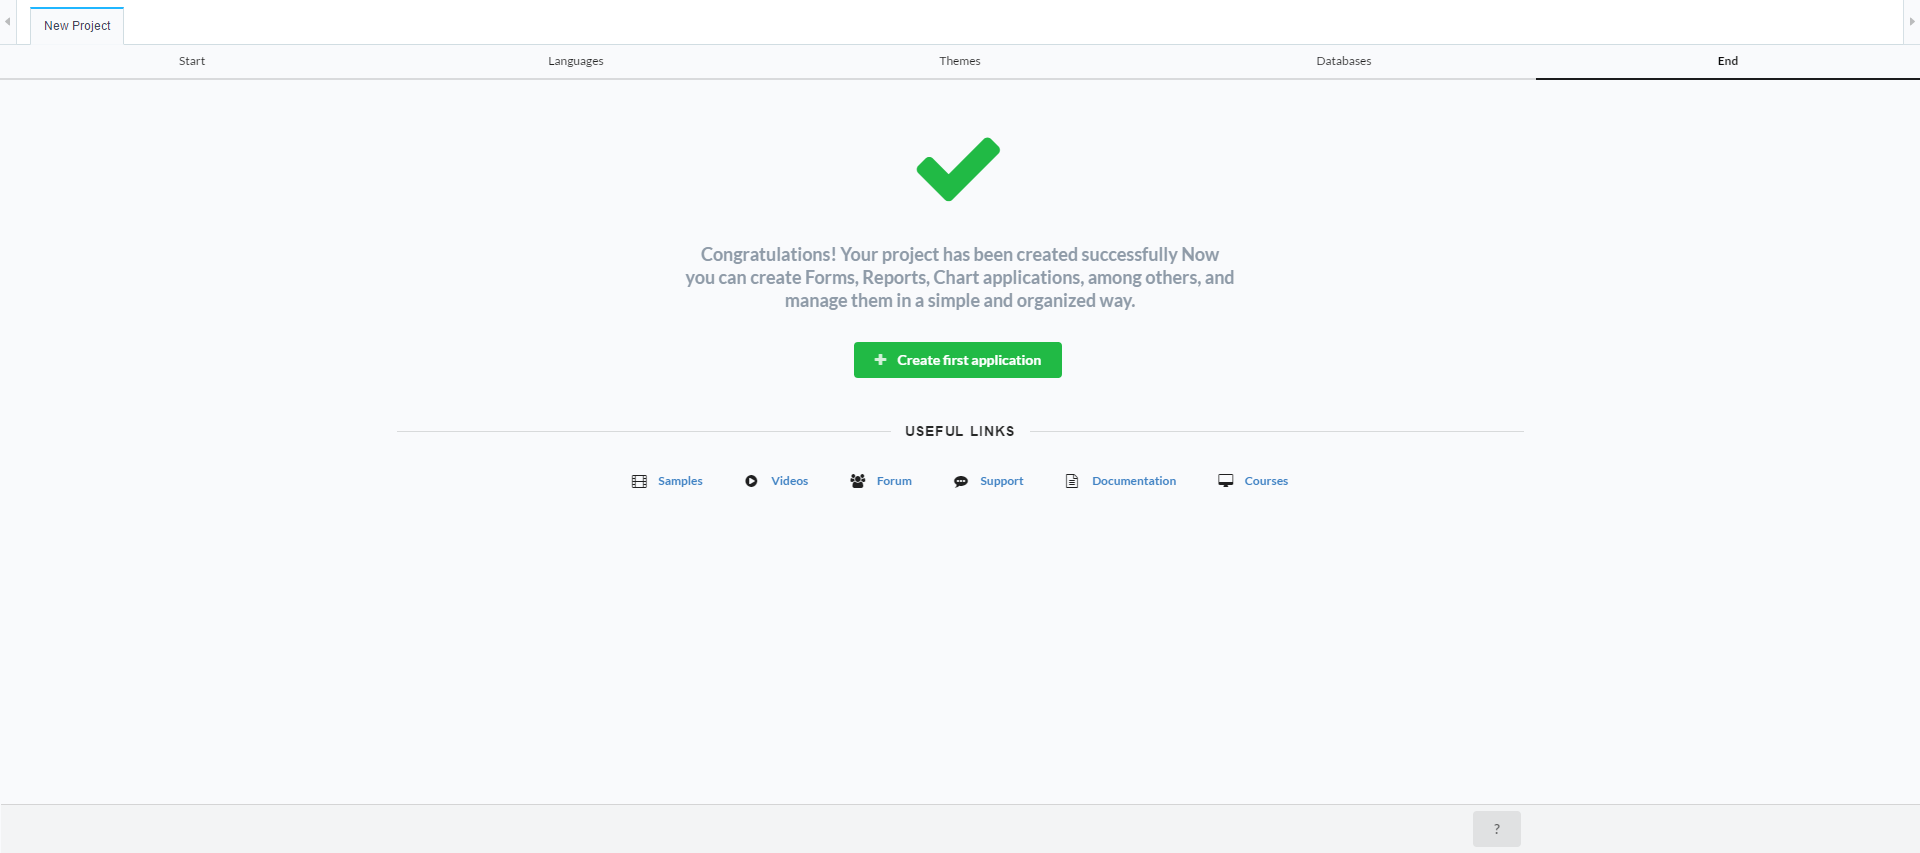 New Project
Start Languages Themes Databases End
Congratulations! Your project has been created successfully Now
you can create Forms, Reports, Chart applications, among others, and
manage them in a simple and organized way.
Create first application
USEFUL LINKS
Samples Videos Forum Support Documentation Courses
?